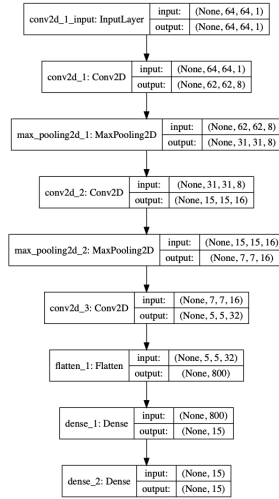 conv2d_1_input: InputLayer input: (None, 64, 64, 1)
output: (None, 64, 64, 1)
conv2d_1: Conv2D input: (None, 64, 64, 1)
output: (None, 62, 62, 8)
max_pooling2d_1: MaxPooling2D input: (None, 62, 62, 8)
output: (None, 31, 31, 8)
conv2d_2: Conv2D input: (None, 31, 31, 8)
output: (None, 15, 15, 16)
max_pooling2d_2: MaxPooling2D input: (None, 15, 15, 16)
output: (None, 7, 7, 16)
conv2d_3: Conv2D input: (None, 7, 7, 16)
output: (None, 5, 5, 32)
flatten_1: Flatten input: (None, 5, 5, 32)
output: (None, 800)
dense_1: Dense input: (None, 800)
output: (None, 15)
dense_2: Dense input: (None, 15)
output: (None, 15)